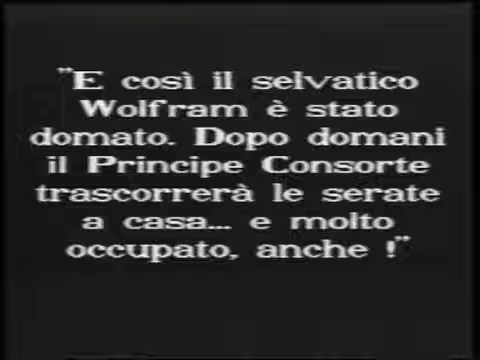 "E così il selvatico
Wolfram è stato
domato. Dopo domani
il Principe Consorte
trascorrerà le serate
a casa... e molto
occupato, anche !"